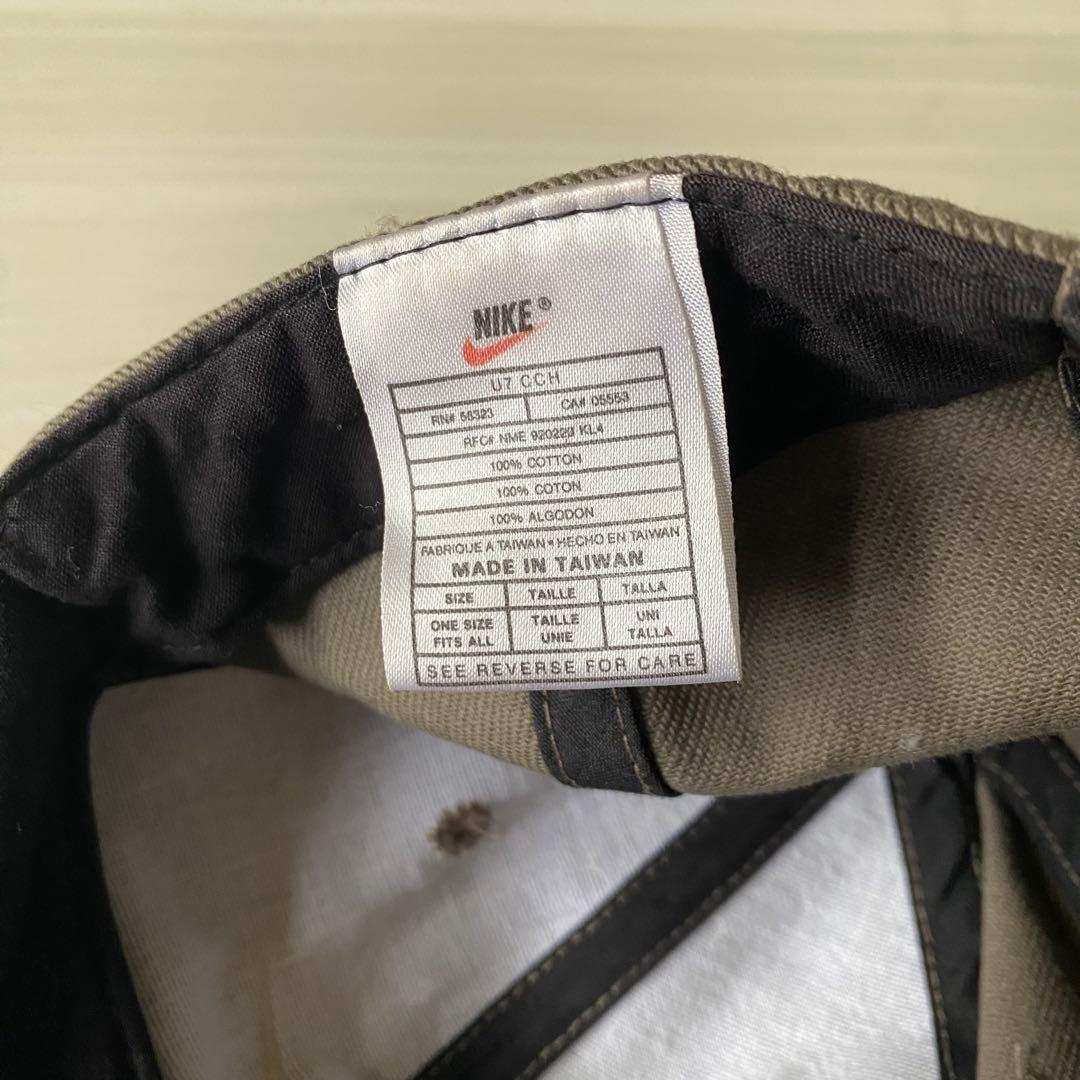 NIKE®
U7 CCH
RN# 56323 CA# 05553
RFC# NME 920220 KL4
100% COTTON
100% COTON
100% ALGODON
FABRIQUE A TAIWAN • HECHO EN TAIWAN
MADE IN TAIWAN
SIZE TAILLE TALLA
ONE SIZE TAILLE UNI
FITS ALL UNIE TALLA
SEE REVERSE FOR CARE